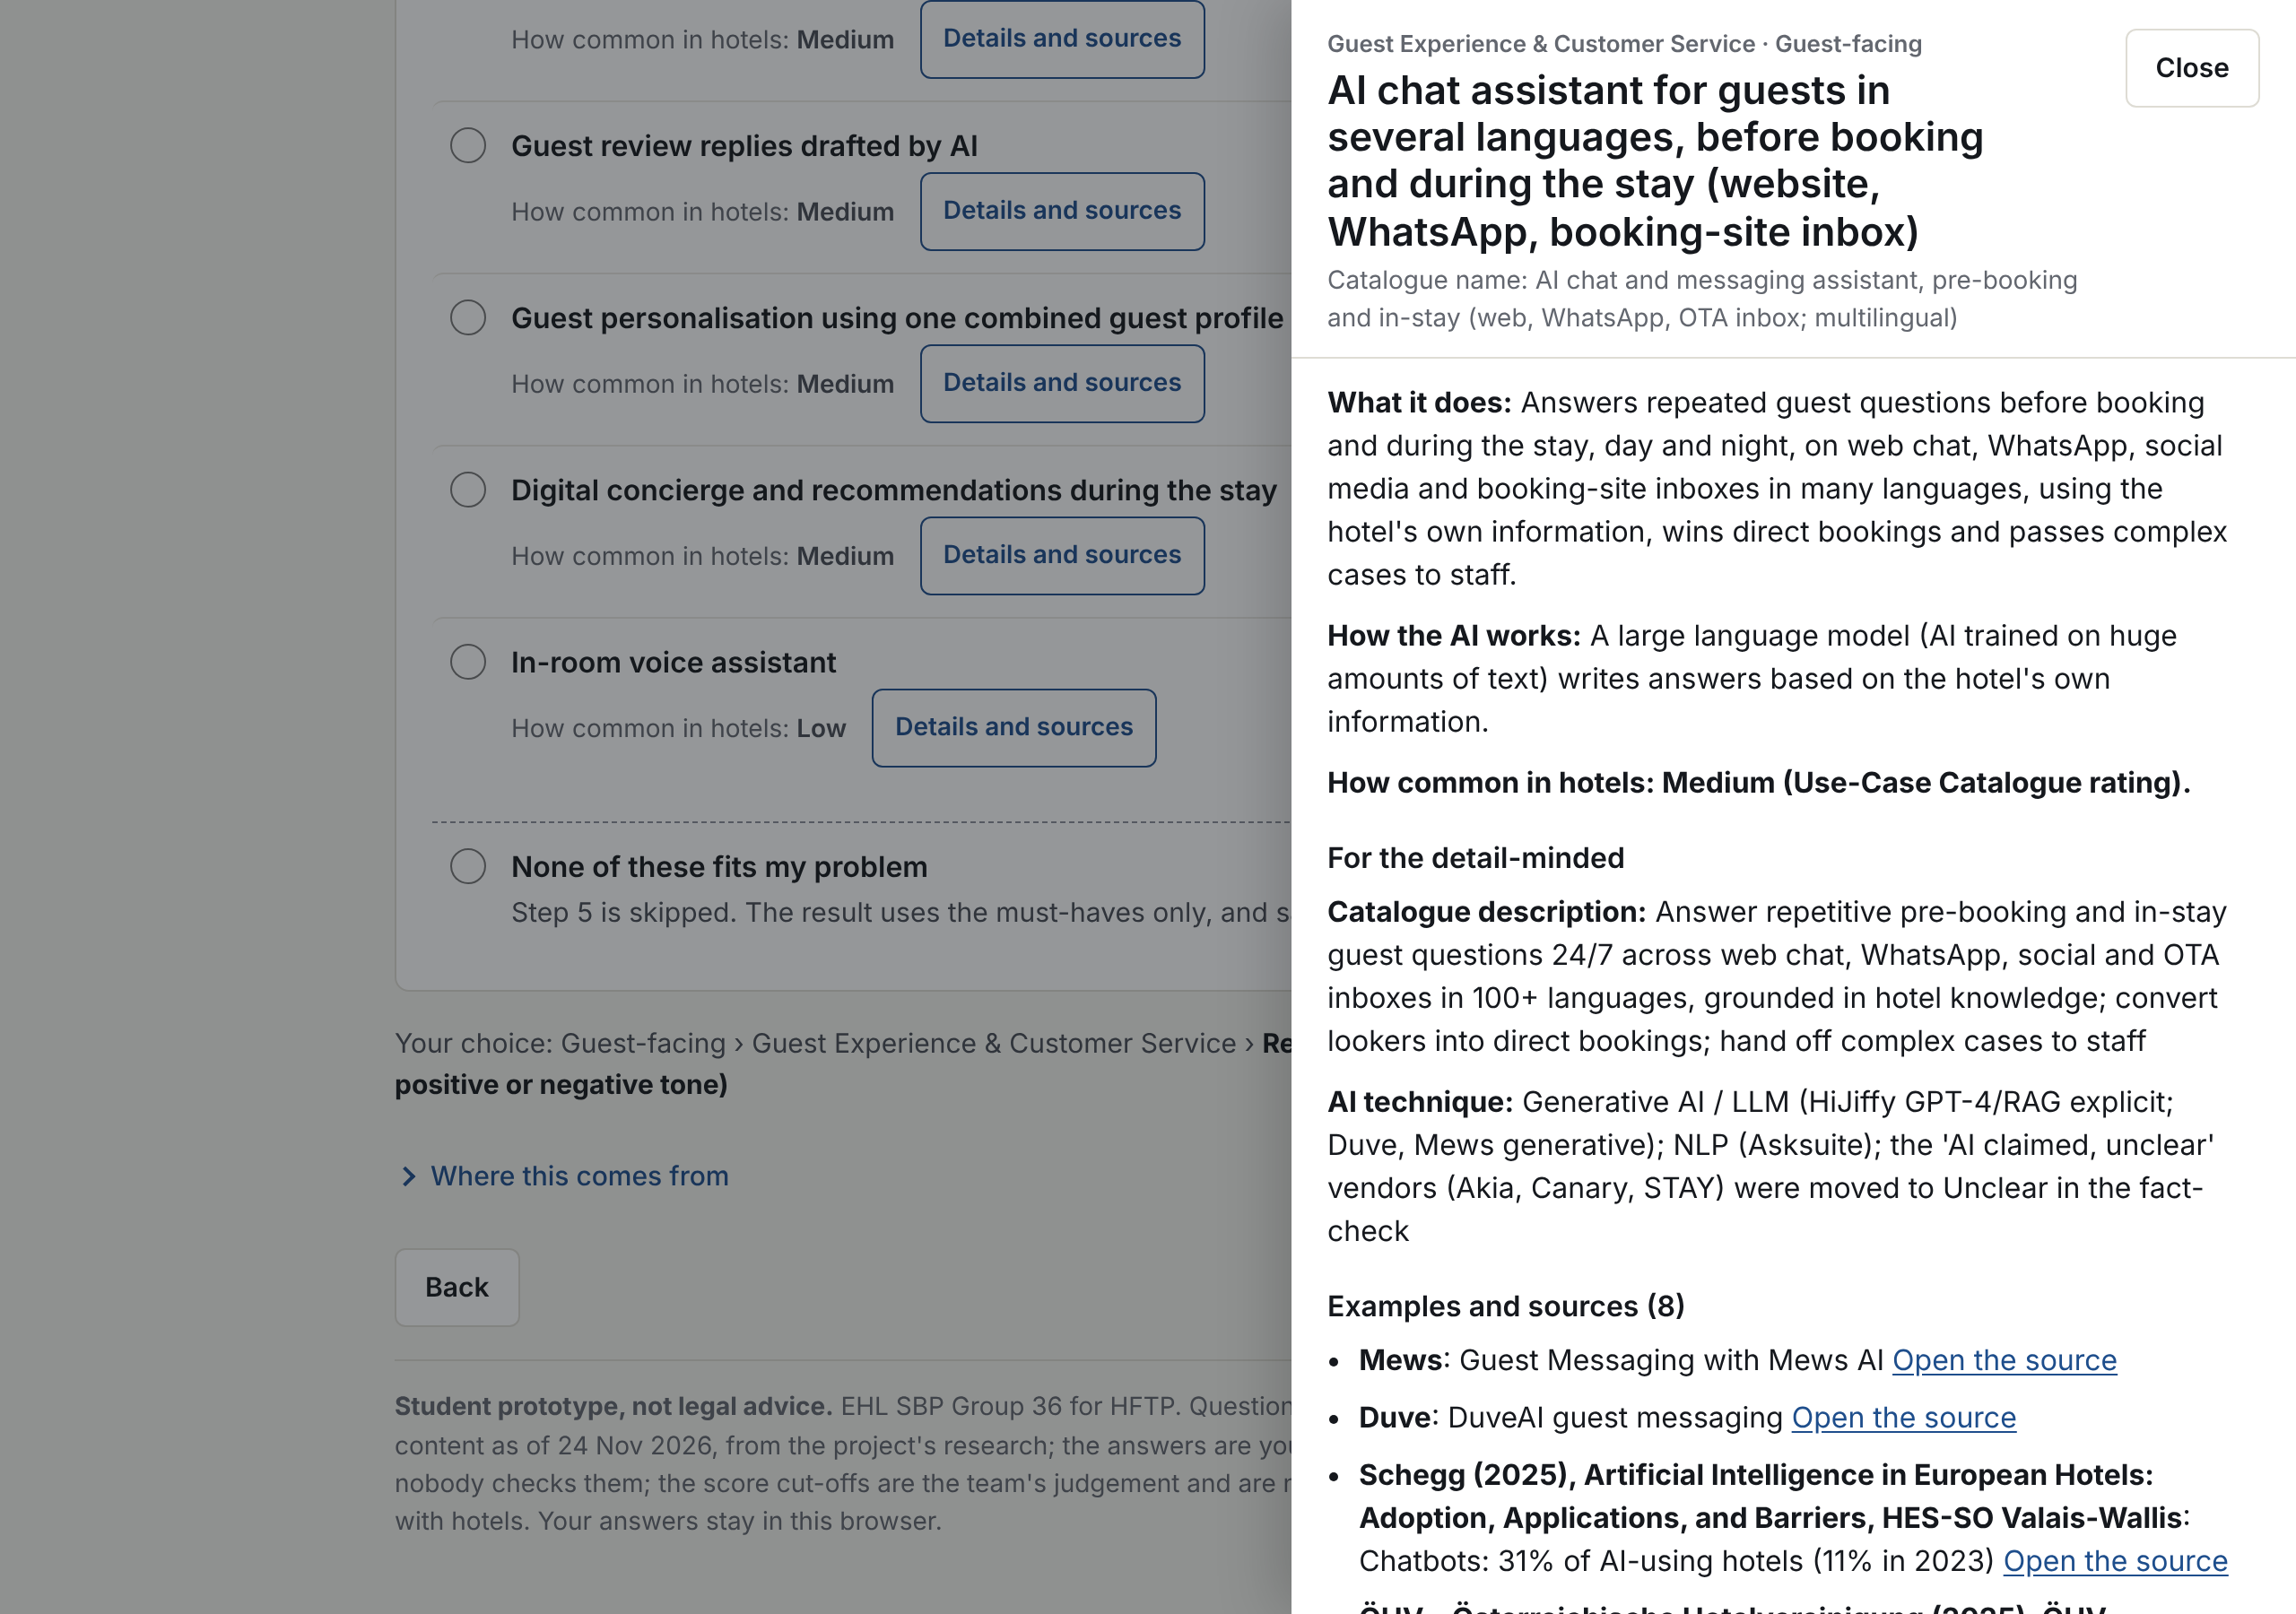 How common in hotels: Medium
Details and sources
Guest review replies drafted by AI
How common in hotels: Medium
Details and sources
Guest personalisation using one combined guest profile
How common in hotels: Medium
Details and sources
Digital concierge and recommendations during the stay
How common in hotels: Medium
Details and sources
In-room voice assistant
How common in hotels: Low
Details and sources
None of these fits my problem
Step 5 is skipped. The result uses the must-haves only, and
Your choice: Guest-facing › Guest Experience & Customer Service ›
positive or negative tone)
Where this comes from
Back
Student prototype, not legal advice. EHL SBP Group 36 for HFTP.
content as of 24 Nov 2026, from the project's research; the answers are
nobody checks them; the score cut-offs are the team's judgement and are
with hotels. Your answers stay in this browser.
Guest Experience & Customer Service · Guest-facing
Close
AI chat assistant for guests in
several languages, before booking
and during the stay (website,
WhatsApp, booking-site inbox)
Catalogue name: AI chat and messaging assistant, pre-booking
and in-stay (web, WhatsApp, OTA inbox; multilingual)
What it does: Answers repeated guest questions before booking
and during the stay, day and night, on web chat, WhatsApp, social
media and booking-site inboxes in many languages, using the
hotel's own information, wins direct bookings and passes complex
cases to staff.
How the AI works: A large language model (AI trained on huge
amounts of text) writes answers based on the hotel's own
information.
How common in hotels: Medium (Use-Case Catalogue rating).
For the detail-minded
Catalogue description: Answer repetitive pre-booking and in-stay
guest questions 24/7 across web chat, WhatsApp, social and OTA
inboxes in 100+ languages, grounded in hotel knowledge; convert
lookers into direct bookings; hand off complex cases to staff
AI technique: Generative AI / LLM (HiJiffy GPT-4/RAG explicit;
Duve, Mews generative); NLP (Asksuite); the 'AI claimed, unclear'
vendors (Akia, Canary, STAY) were moved to Unclear in the fact-
check
Examples and sources (8)
• Mews: Guest Messaging with Mews AI Open the source
• Duve: DuveAI guest messaging Open the source
• Schegg (2025), Artificial Intelligence in European Hotels:
Adoption, Applications, and Barriers, HES-SO Valais-Wallis:
Chatbots: 31% of AI-using hotels (11% in 2023) Open the source